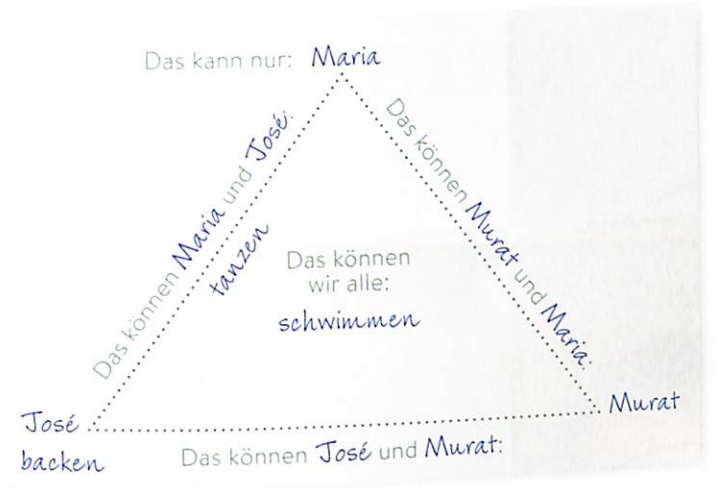 Das kann nur: Maria
Das können Maria und José:
tanzen
Das können Murat und Maria:
Das können
wir alle:
schwimmen
José
backen
Murat
Das können José und Murat: